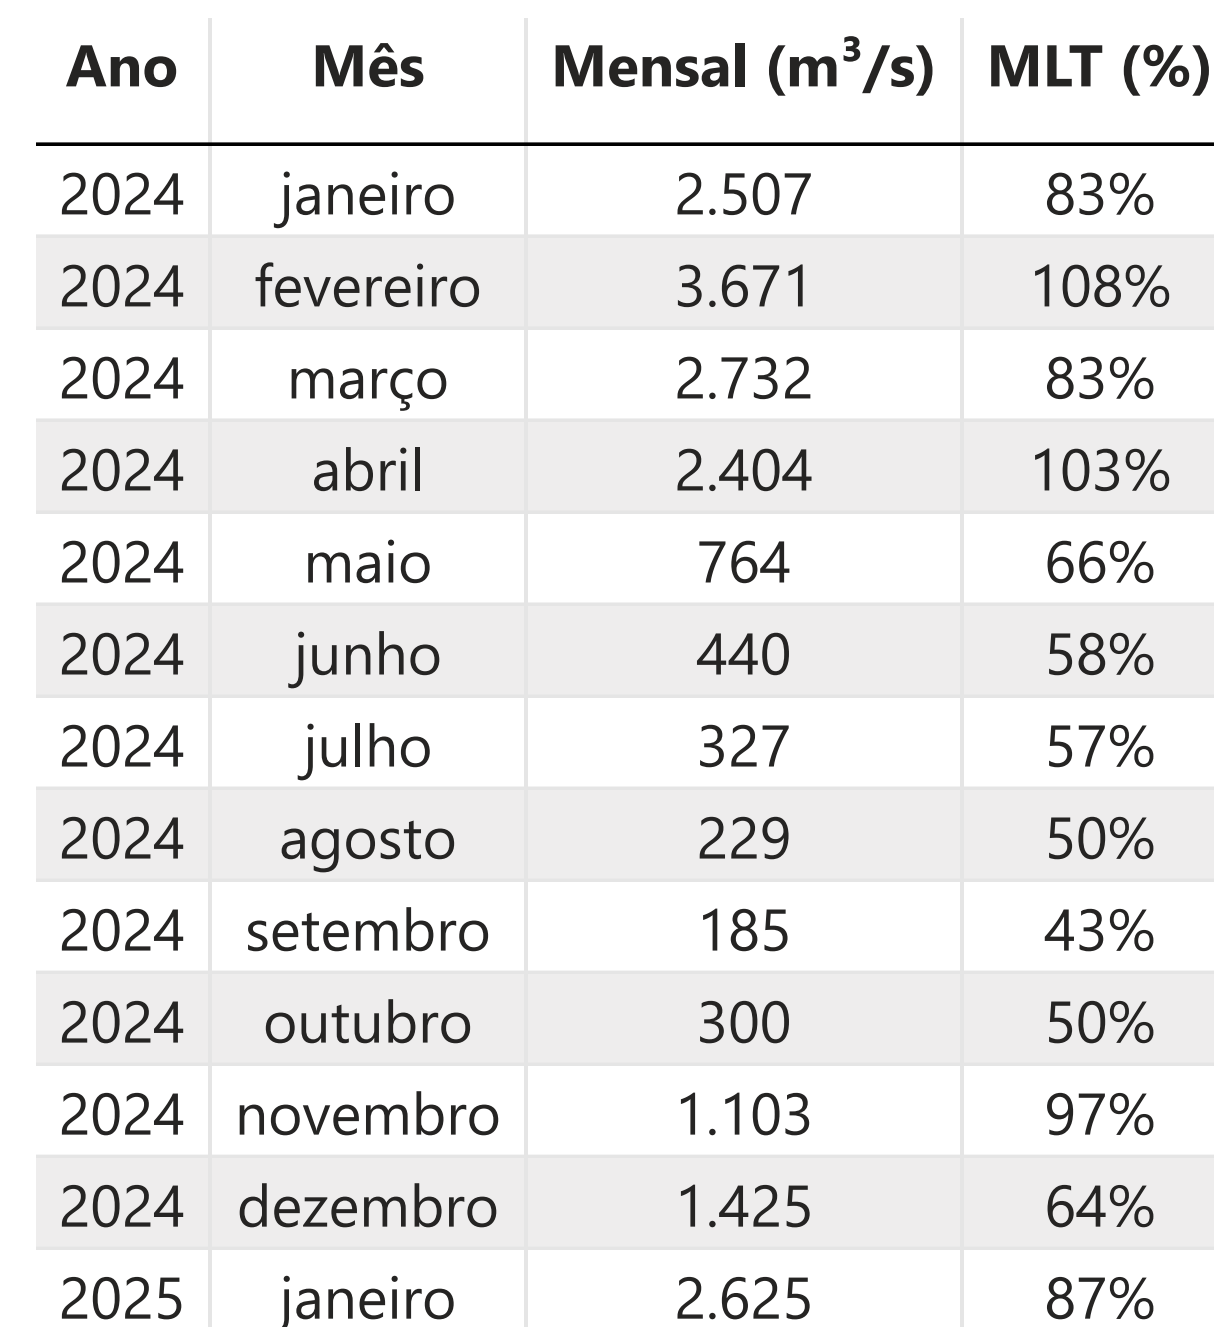 Ano Mês Mensal (m³/s) MLT (%)
2024 janeiro 2.507 83%
2024 fevereiro 3.671 108%
2024 março 2.732 83%
2024 abril 2.404 103%
2024 maio 764 66%
2024 junho 440 58%
2024 julho 327 57%
2024 agosto 229 50%
2024 setembro 185 43%
2024 outubro 300 50%
2024 novembro 1.103 97%
2024 dezembro 1.425 64%
2025 janeiro 2.625 87%